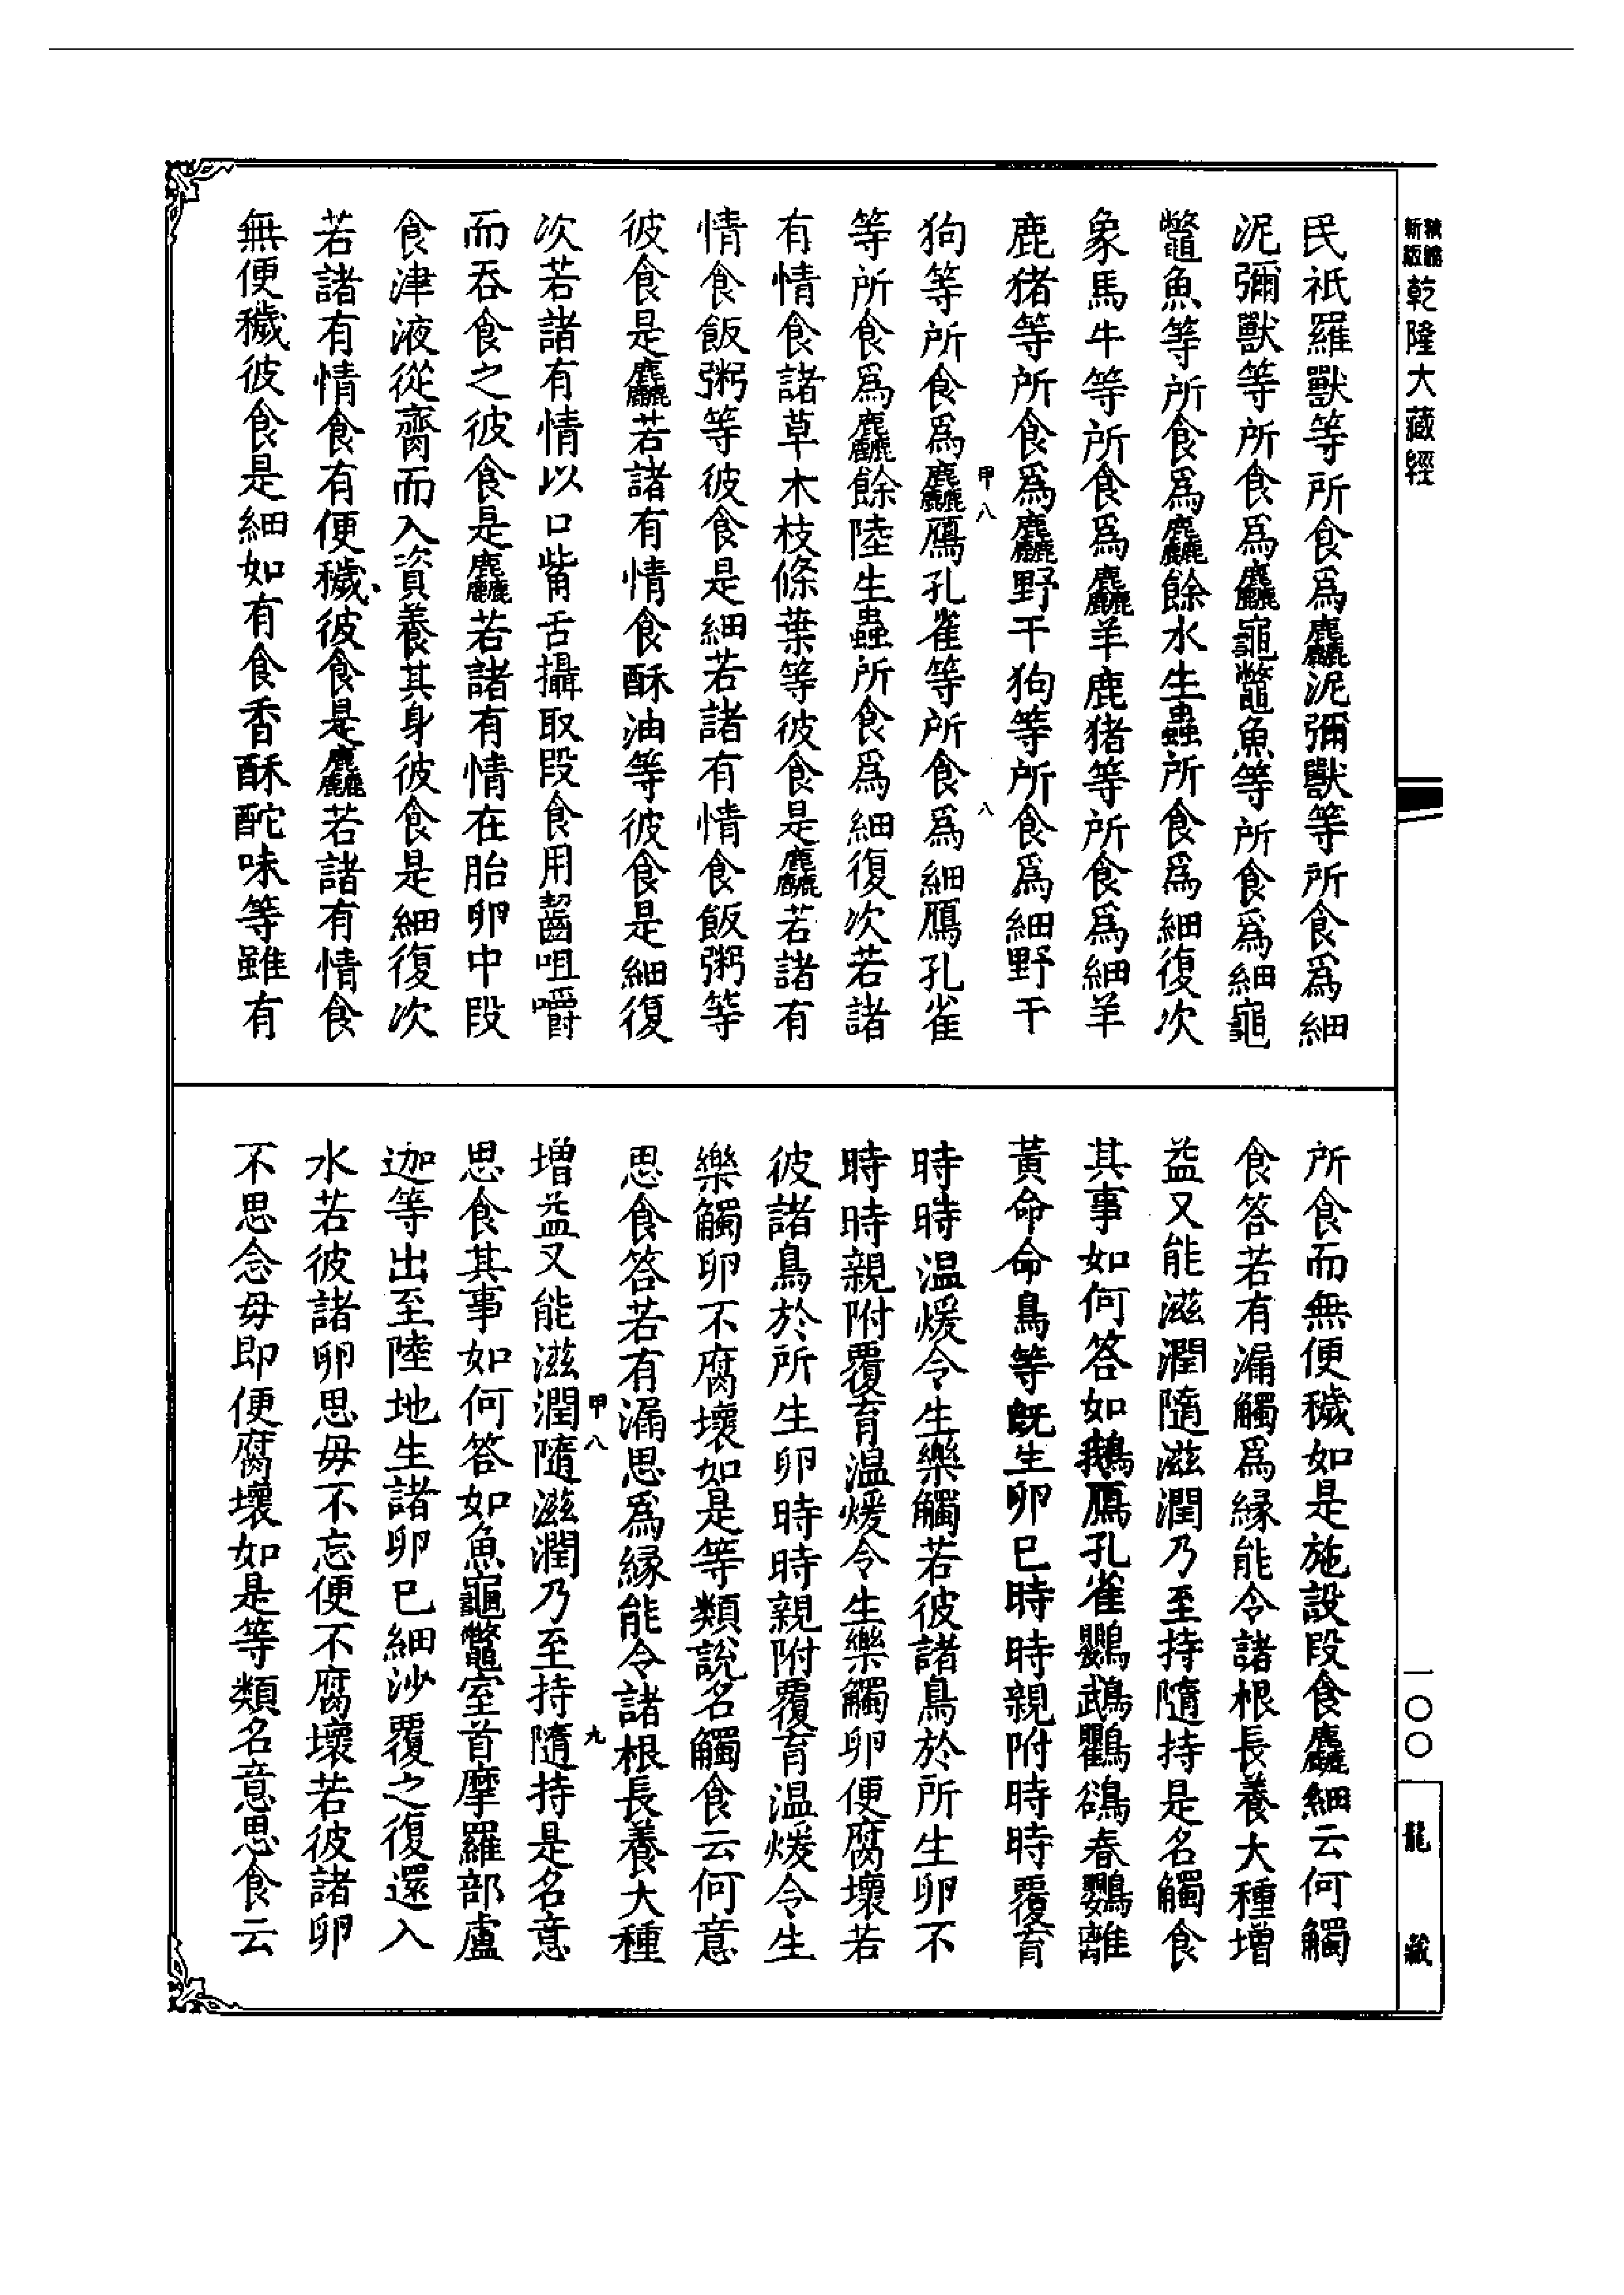 新版精縮乾隆大藏經
民祇羅獸等所食爲麤泥彌獸等所食爲細
泥彌獸等所食爲麤龜鼈魚等所食爲細龜
鼈魚等所食爲麤餘水生蟲所食爲細復次
象馬牛等所食爲麤羊鹿猪等所食爲細羊
鹿猪等所食爲麤野干狗等所食爲細野干
甲八 八
狗等所食爲麤鴈孔雀等所食爲細鴈孔雀
等所食爲麤餘陸生蟲所食爲細復次若諸
有情食諸草木枝條葉等彼食是麤若諸有
情食飯粥等彼食是細若諸有情食飯粥等
彼食是麤若諸有情食酥油等彼食是細復
次若諸有情以口觜舌攝取段食用齒咀嚼
而吞食之彼食是麤若諸有情在胎卵中段
食津液從齊而入資養其身彼食是細復次
若諸有情食有便穢彼食是麤若諸有情食
無便穢彼食是細如有食香酥酡味等雖有
所食而無便穢如是施設段食麤細云何觸
食答若有漏觸爲緣能令諸根長養大種增
益又能滋潤隨滋潤乃至持隨持是名觸食
其事如何答如鵝鴈孔雀鸚鵡鸜鵒春鸚離
黃命命鳥等既生卵已時時親附時時覆育
時時温煖令生樂觸若彼諸鳥於所生卵不
時時親附覆育温煖令生樂觸卵便腐壞若
彼諸鳥於所生卵時時親附覆育温煖令生
樂觸卵不腐壞如是等類說名觸食云何意
思食答若有漏思爲緣能令諸根長養大種
甲八 九
增益又能滋潤隨滋潤乃至持隨持是名意
思食其事如何答如魚龜鼈室首摩羅部盧
迦等出至陸地生諸卵已細沙覆之復還入
水若彼諸卵思毋不忘便不腐壞若彼諸卵
不思念毋即便腐壞如是等類名意思食云
一〇〇
龍藏